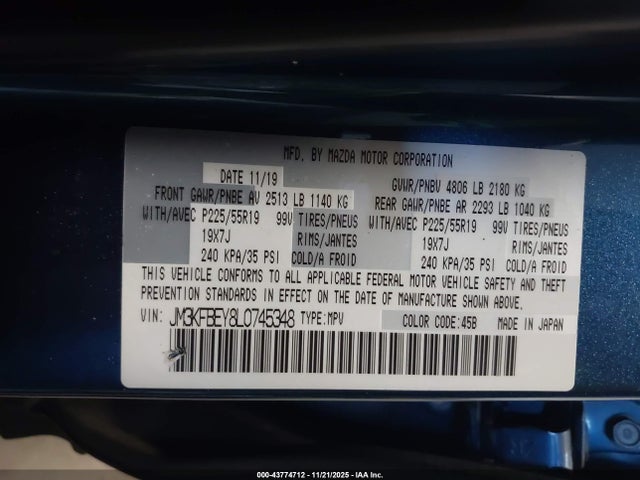 MFD. BY MAZDA MOTOR CORPORATION
DATE 11/19 GVWR/PNBV 4806 LB 2180 KG
FRONT GAWR/PNBE AV 2513 LB 1140 KG REAR GAWR/PNBE AR 2293 LB 1040 KG
WITH/AVEC P225/55R19 99V TIRES/PNEUS WITH/AVEC P225/55R19 99V TIRES/PNEUS
19X7J RIMS/JANTES 19X7J RIMS/JANTES
240 KPA/35 PSI COLD/A FROID 240 KPA/35 PSI COLD/A FROID
THIS VEHICLE CONFORMS TO ALL APPLICABLE FEDERAL MOTOR VEHICLE SAFETY AND THEFT
PREVENTION STANDARDS IN EFFECT ON THE DATE OF MANUFACTURE SHOWN ABOVE.
VIN: JM3KFBEY8L0745348 TYPE:MPV COLOR CODE:45B MADE IN JAPAN
000-43774712 - 11/21/2025 - IAA Inc.